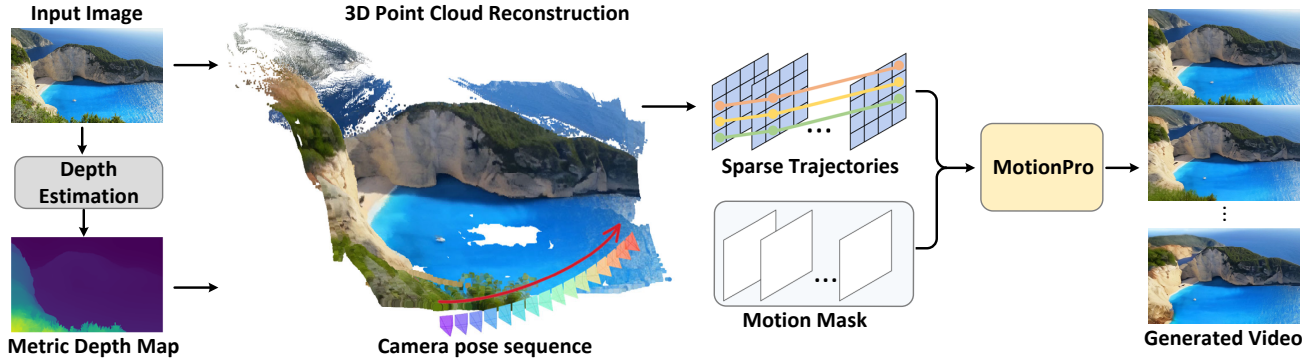 Input Image
3D Point Cloud Reconstruction
Depth
Estimation
Metric Depth Map
Camera pose sequence
...
Sparse Trajectories
...
Motion Mask
MotionPro
...
Generated Video